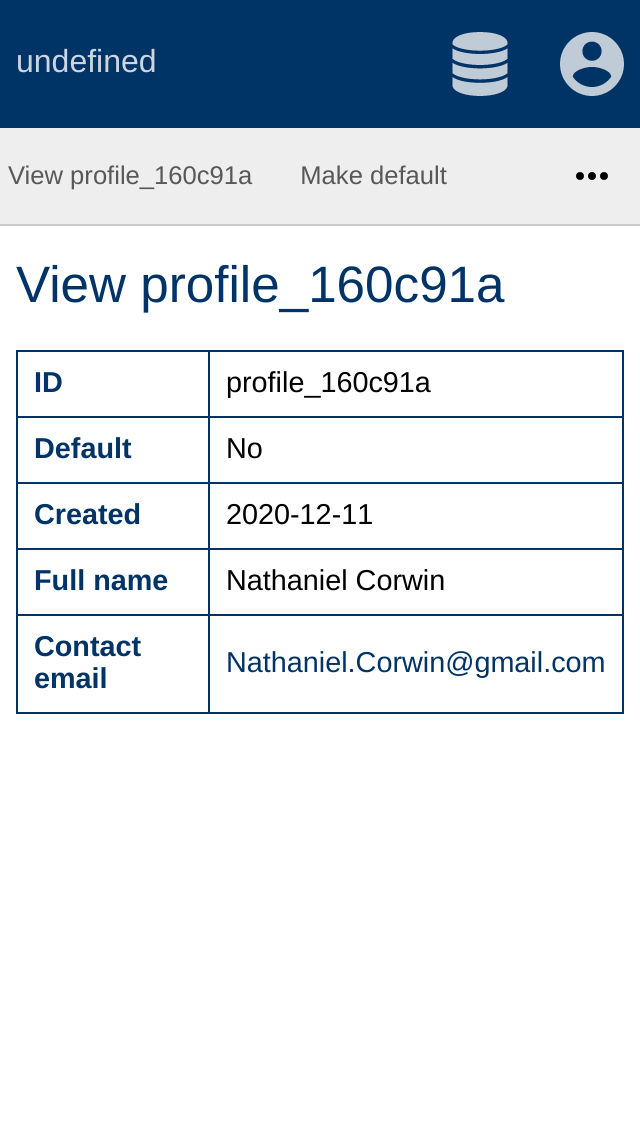 undefined
View profile_160c91a Make default
View profile_160c91a
ID profile_160c91a
Default No
Created 2020-12-11
Full name Nathaniel Corwin
Contact
email
Nathaniel.Corwin@gmail.com